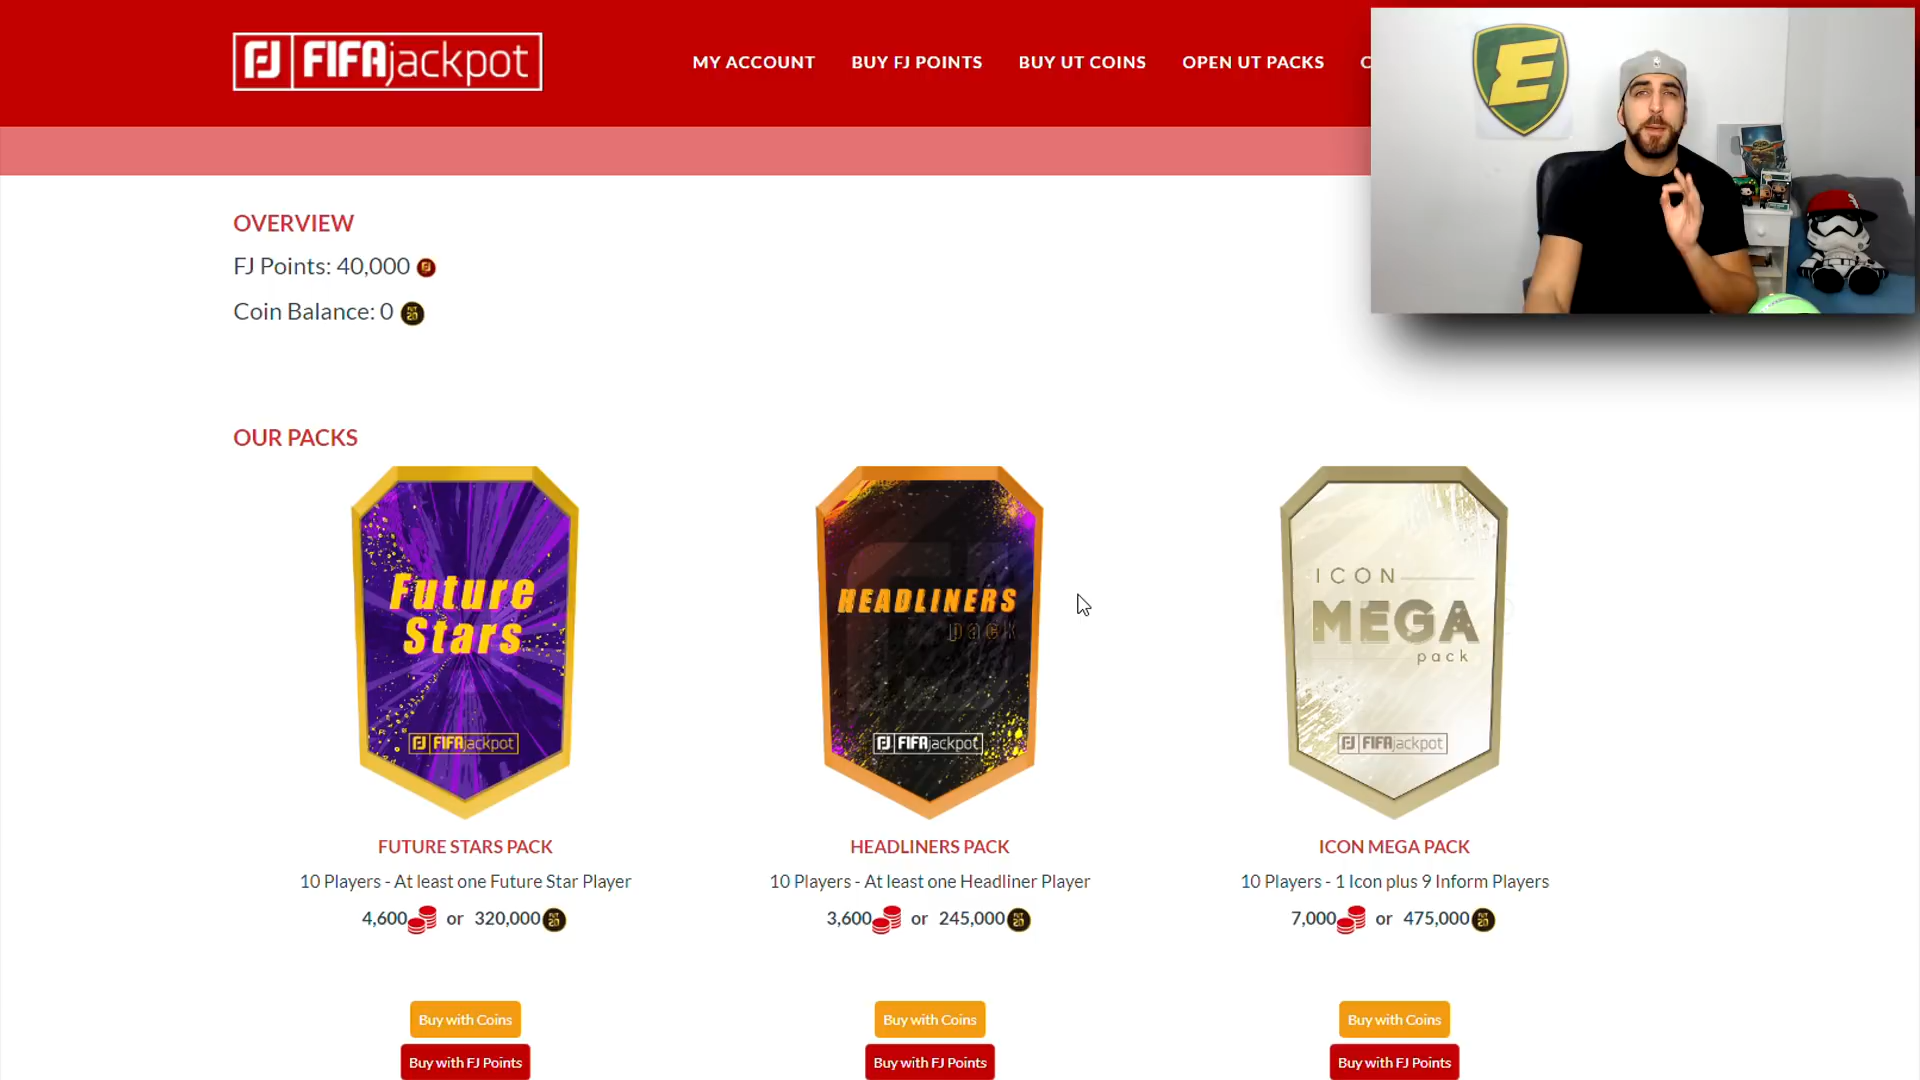 FJ FIFAjackpot
MY ACCOUNT BUY FJ POINTS BUY UT COINS OPEN UT PACKS C
E
OVERVIEW
FJ Points: 40,000
Coin Balance: 0
OUR PACKS
Future
Stars
FJ FIFAjackpot
HEADLINERS
pack
FJ FIFAjackpot
ICON
MEGA
pack
FJ FIFAjackpot
FUTURE STARS PACK
10 Players - At least one Future Star Player
4,600 or 320,000
Buy with Coins
Buy with FJ Points
HEADLINERS PACK
10 Players - At least one Headliner Player
3,600 or 245,000
Buy with Coins
Buy with FJ Points
ICON MEGA PACK
10 Players - 1 Icon plus 9 Inform Players
7,000 or 475,000
Buy with Coins
Buy with FJ Points